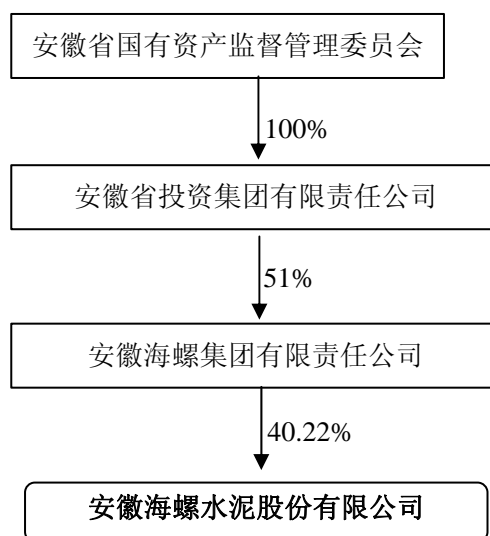 安徽省国有资产监督管理委员会
100%
安徽省投资集团有限责任公司
51%
安徽海螺集团有限责任公司
40.22%
安徽海螺水泥股份有限公司